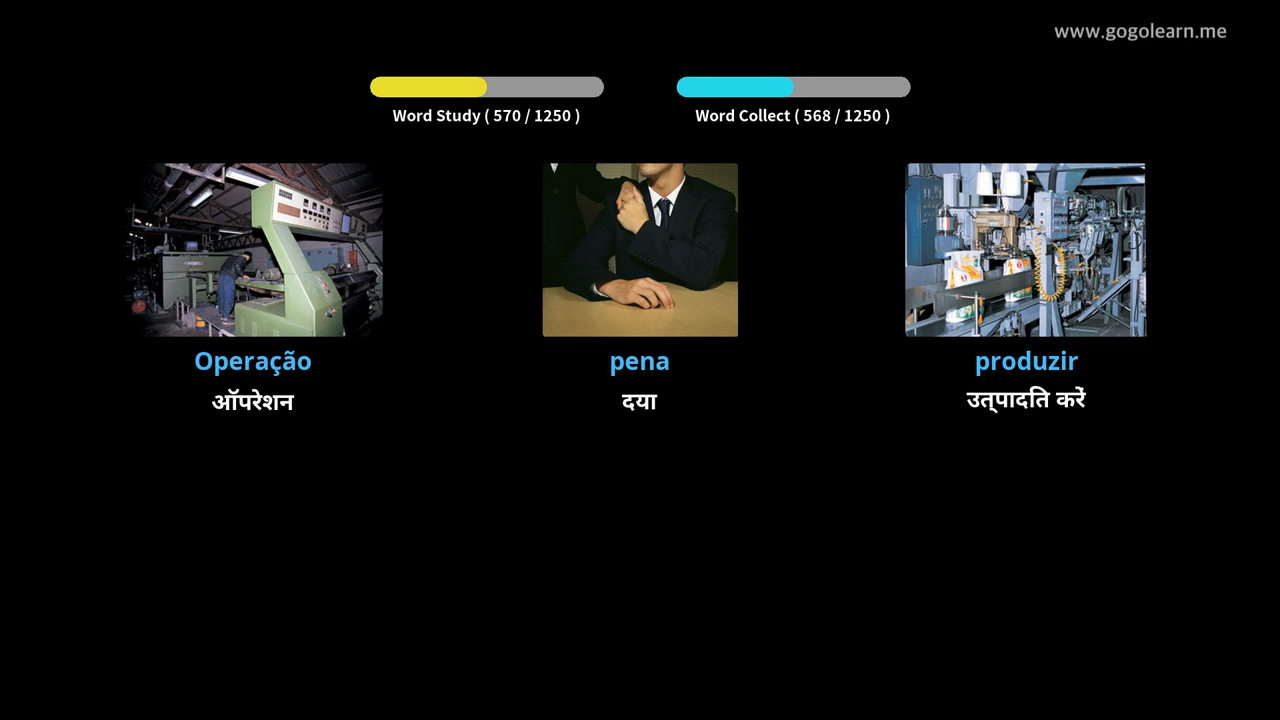 www.gogolearn.me
Word Study ( 570 / 1250 )
Word Collect ( 568 / 1250 )
Operação
pena
produzir
ऑपरेशन
दया
उत्पादति करें